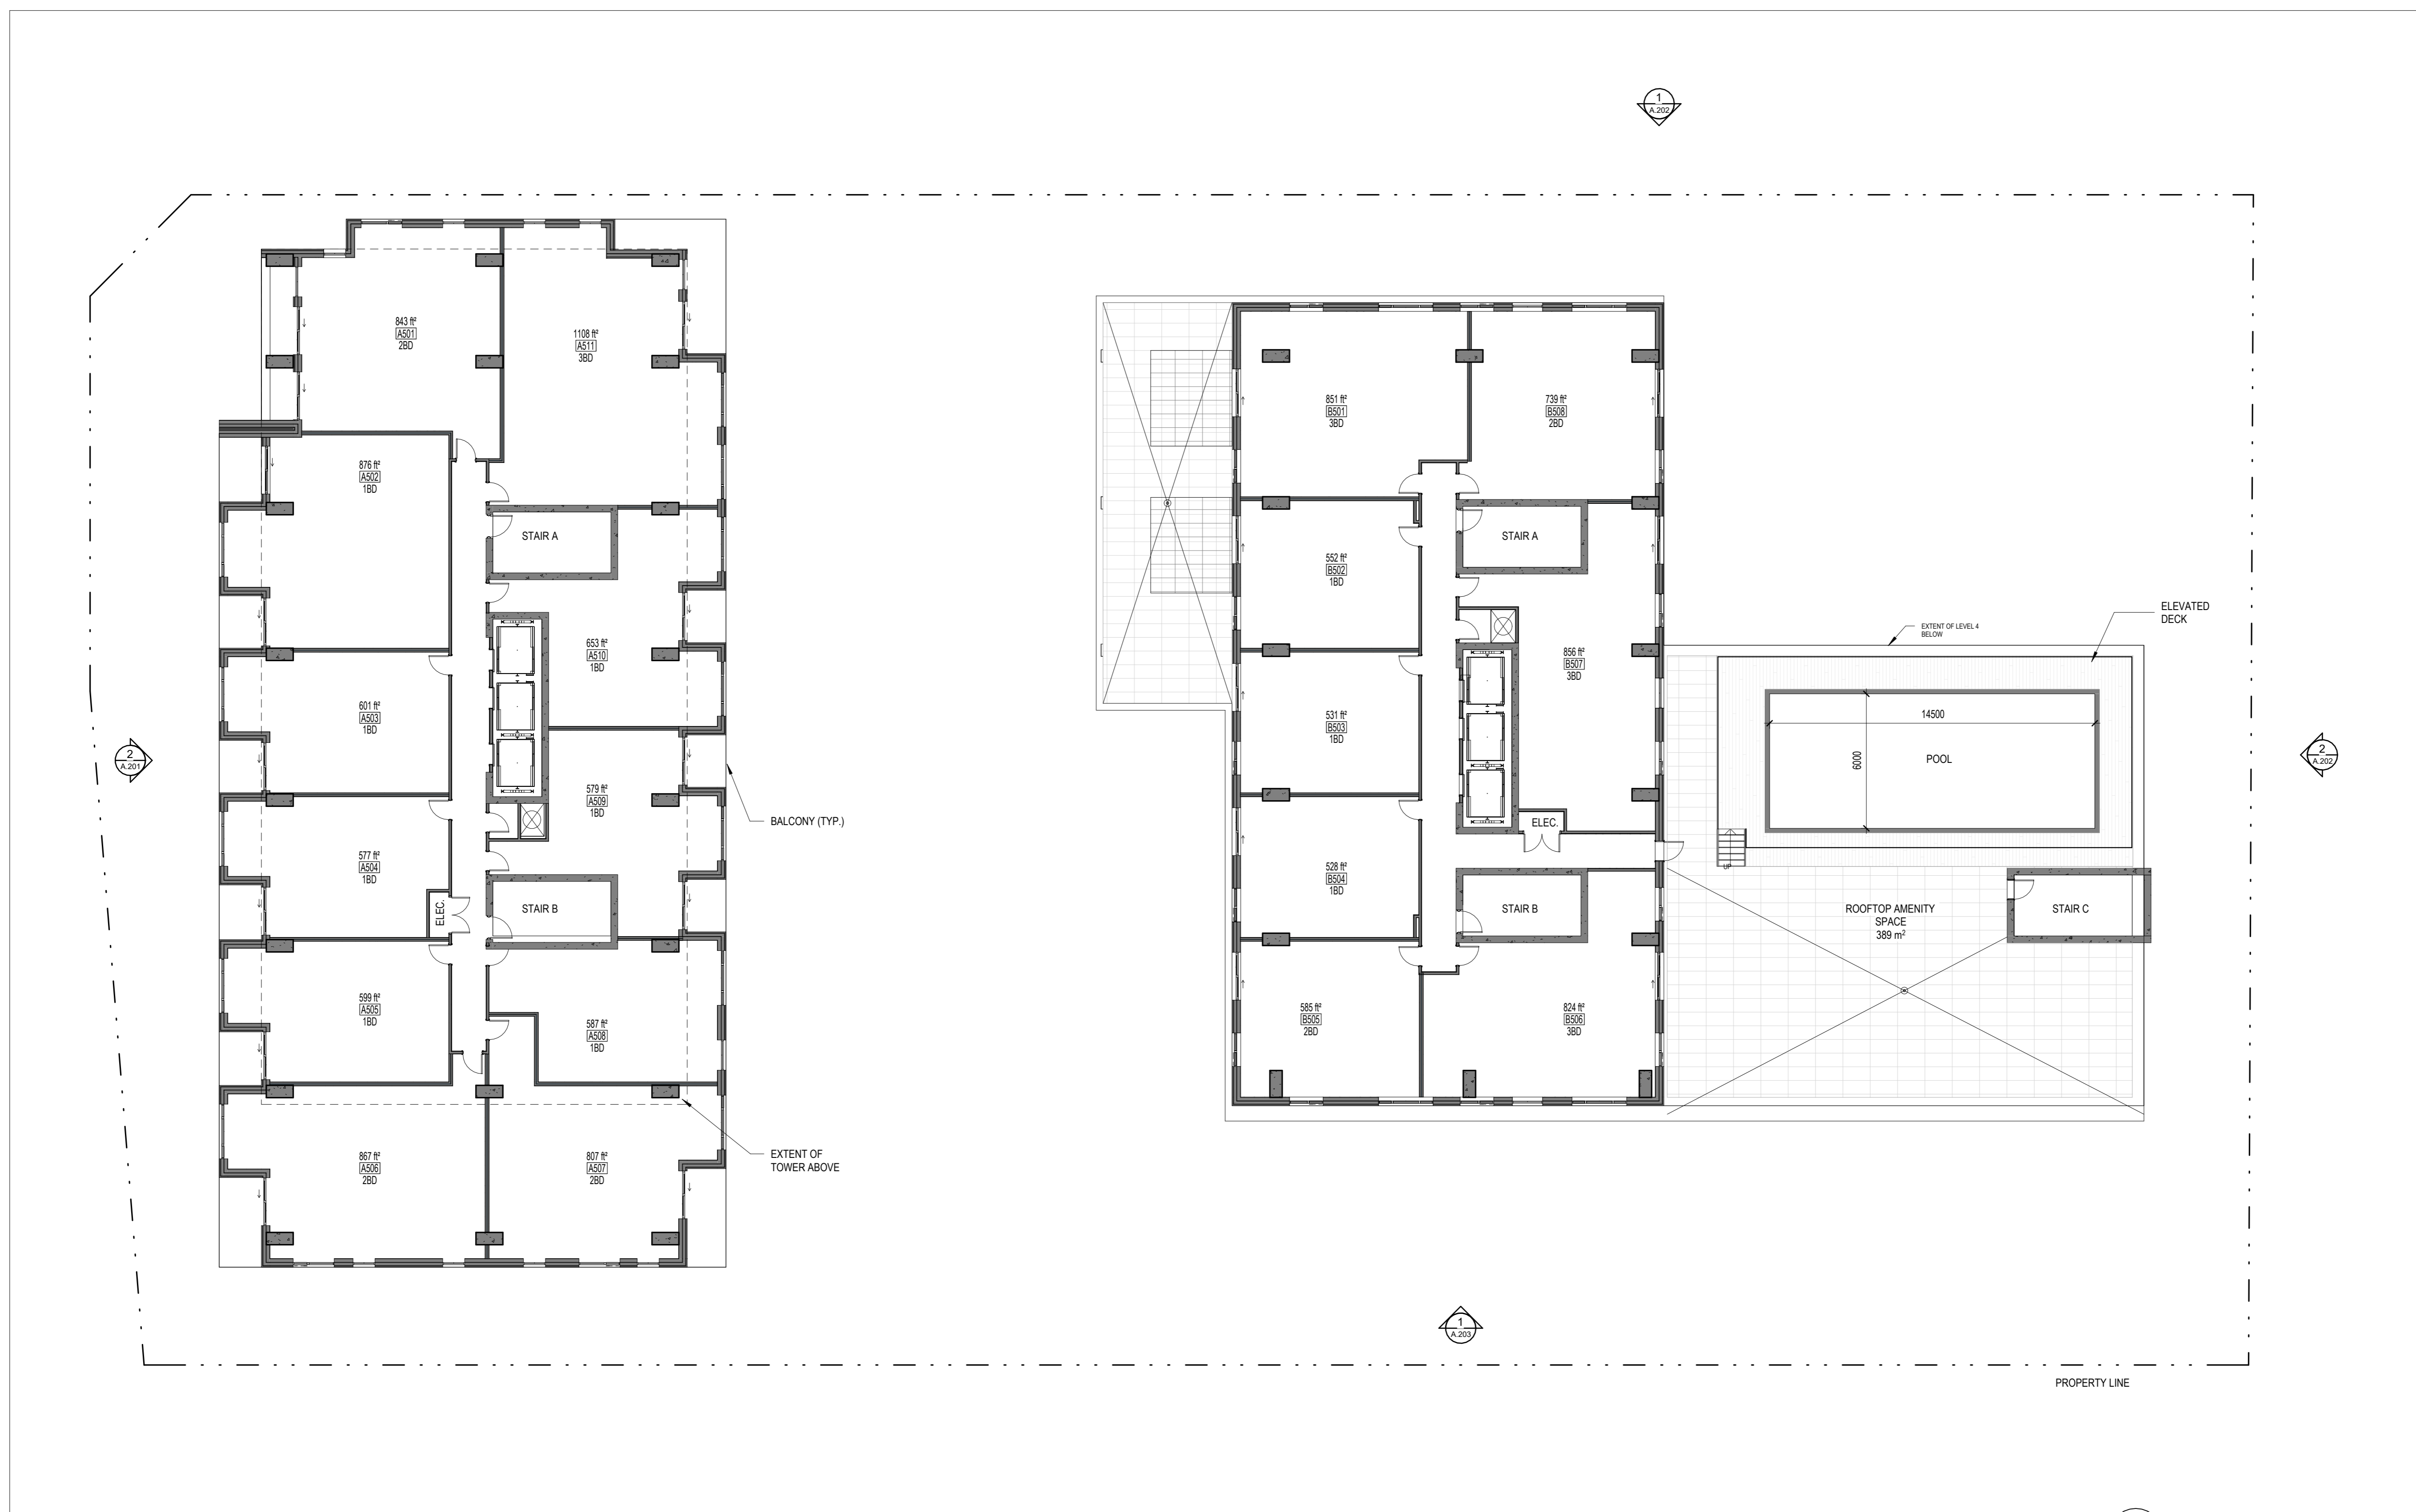 1
A.202
843 ft²
A501
2BD
1108 ft²
A511
3BD
876 ft²
A502
1BD
STAIR A
653 ft²
A510
1BD
601 ft²
A503
1BD
2
A.201
579 ft²
A509
1BD
BALCONY (TYP.)
577 ft²
A504
1BD
ELEC.
STAIR B
599 ft²
A505
1BD
587 ft²
A508
1BD
867 ft²
A506
2BD
807 ft²
A507
2BD
EXTENT OF
TOWER ABOVE
851 ft²
B501
3BD
739 ft²
B508
2BD
552 ft²
B502
1BD
STAIR A
531 ft²
B503
1BD
856 ft²
B507
3BD
528 ft²
B504
1BD
ELEC.
STAIR B
585 ft²
B505
2BD
824 ft²
B506
3BD
EXTENT OF LEVEL 4
BELOW
ELEVATED
DECK
14500
6000
POOL
UP
2
A.202
ROOFTOP AMENITY
SPACE
389 m²
STAIR C
1
A.203
PROPERTY LINE